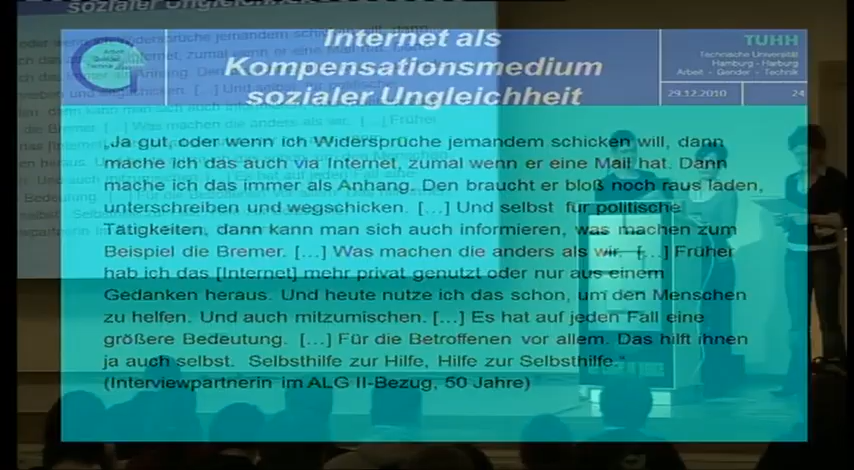 Internet als
Kompensationsmedium
sozialer Ungleichheit
TUHH
Technische Universität
Hamburg - Harburg
Arbeit - Gender - Technik
29.12.2010
24
„Ja gut, oder wenn ich Widersprüche jemandem schicken will, dann
mache ich das auch via Internet, zumal wenn er eine Mail hat. Dann
mache ich das immer als Anhang. Den braucht er bloß noch raus laden,
unterschreiben und wegschicken. [...] Und selbst für politische
Tätigkeiten, dann kann man sich auch informieren, was machen zum
Beispiel die Bremer. [...] Was machen die anders als wir. [...] Früher
hab ich das [Internet] mehr privat genutzt oder nur aus einem
Gedanken heraus. Und heute nutze ich das schon, um den Menschen
zu helfen. Und auch mitzumischen. [...] Es hat auf jeden Fall eine
größere Bedeutung. [...] Für die Betroffenen vor allem. Das hilft ihnen
ja auch selbst. Selbsthilfe zur Hilfe, Hilfe zur Selbsthilfe."
(Interviewpartnerin im ALG II-Bezug, 50 Jahre)